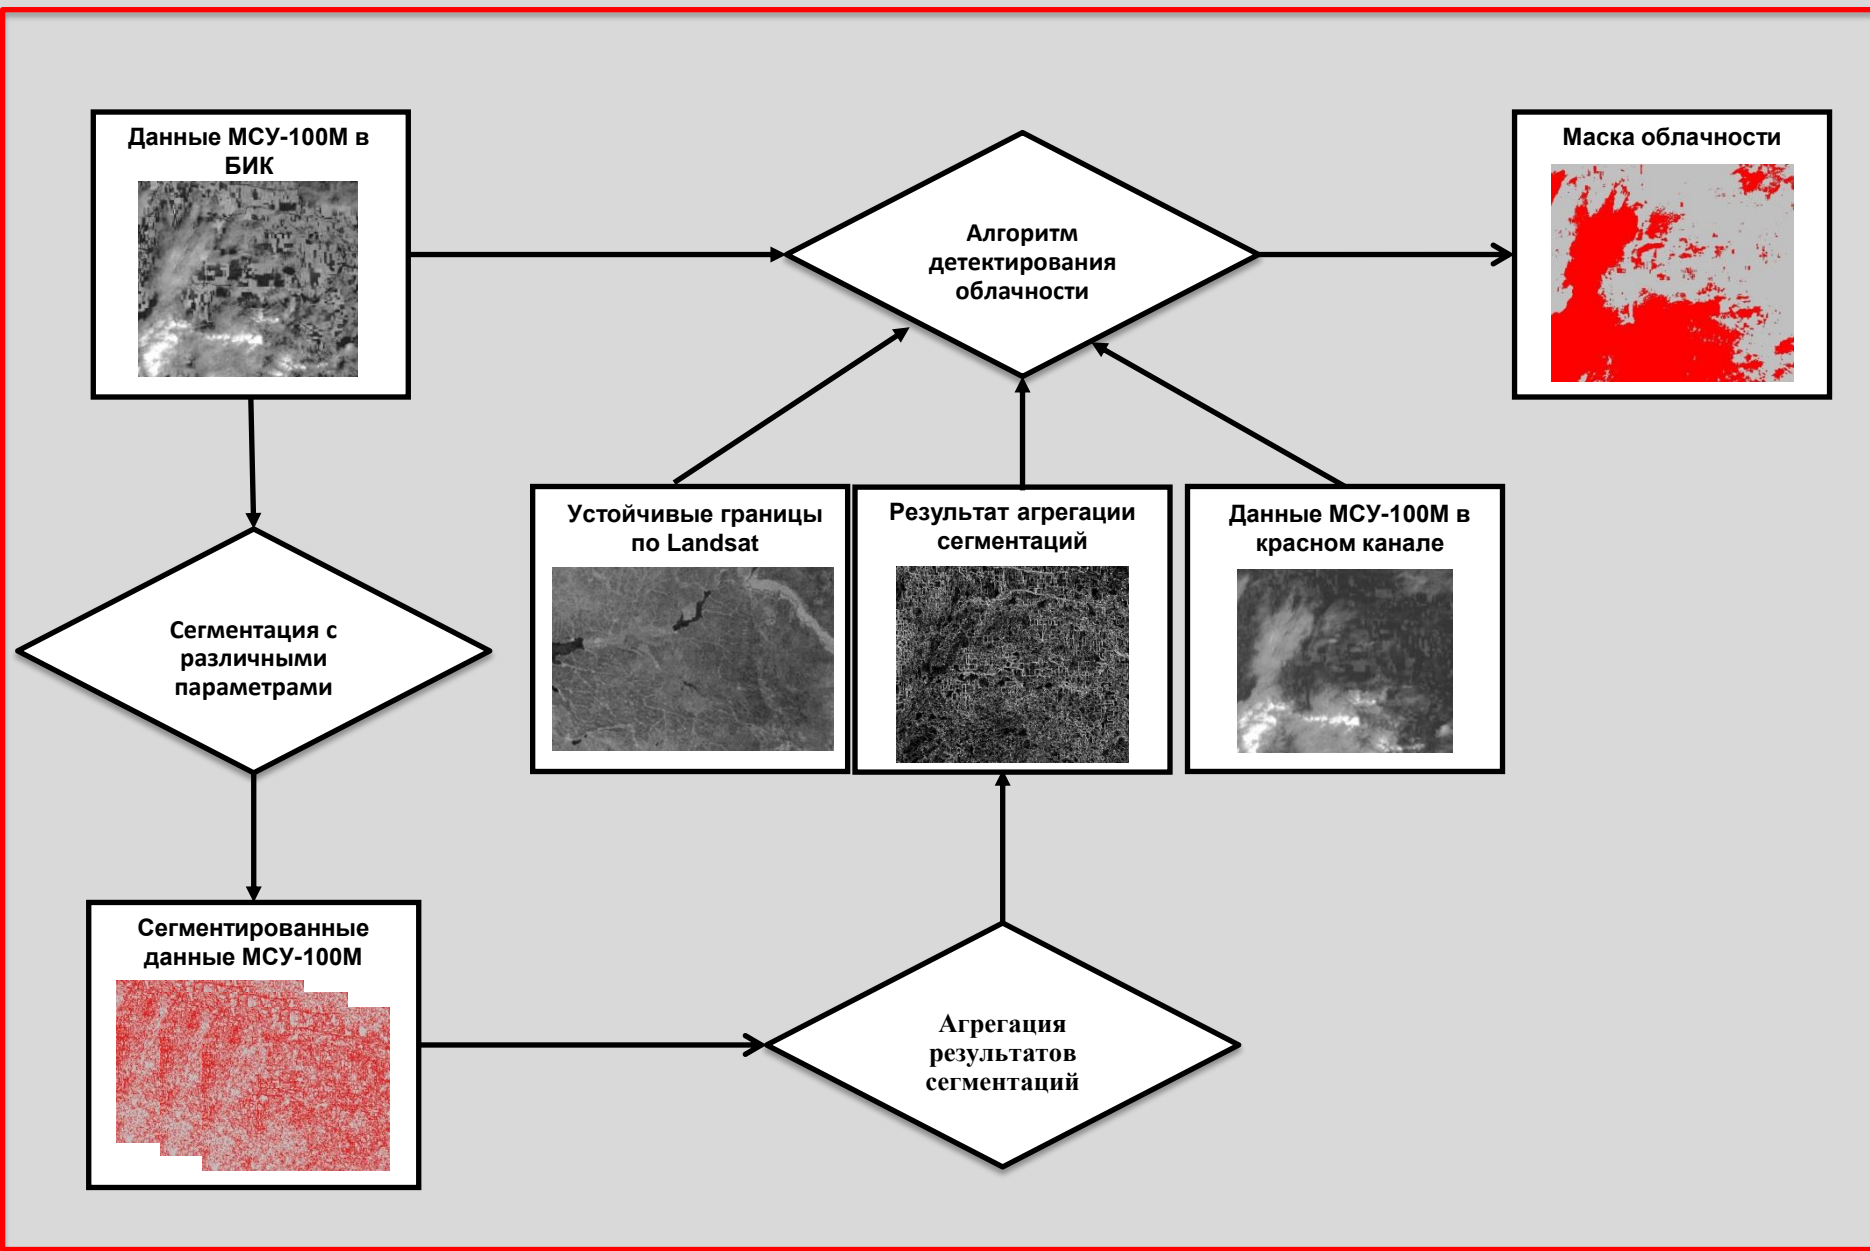 Данные МСУ-100М в
БИК
Алгоритм
детектирования
облачности
Маска облачности
Устойчивые границы
по Landsat
Результат агрегации
сегментаций
Данные МСУ-100М в
красном канале
Сегментация с
различными
параметрами
Сегментированные
данные МСУ-100М
Агрегация
результатов
сегментаций